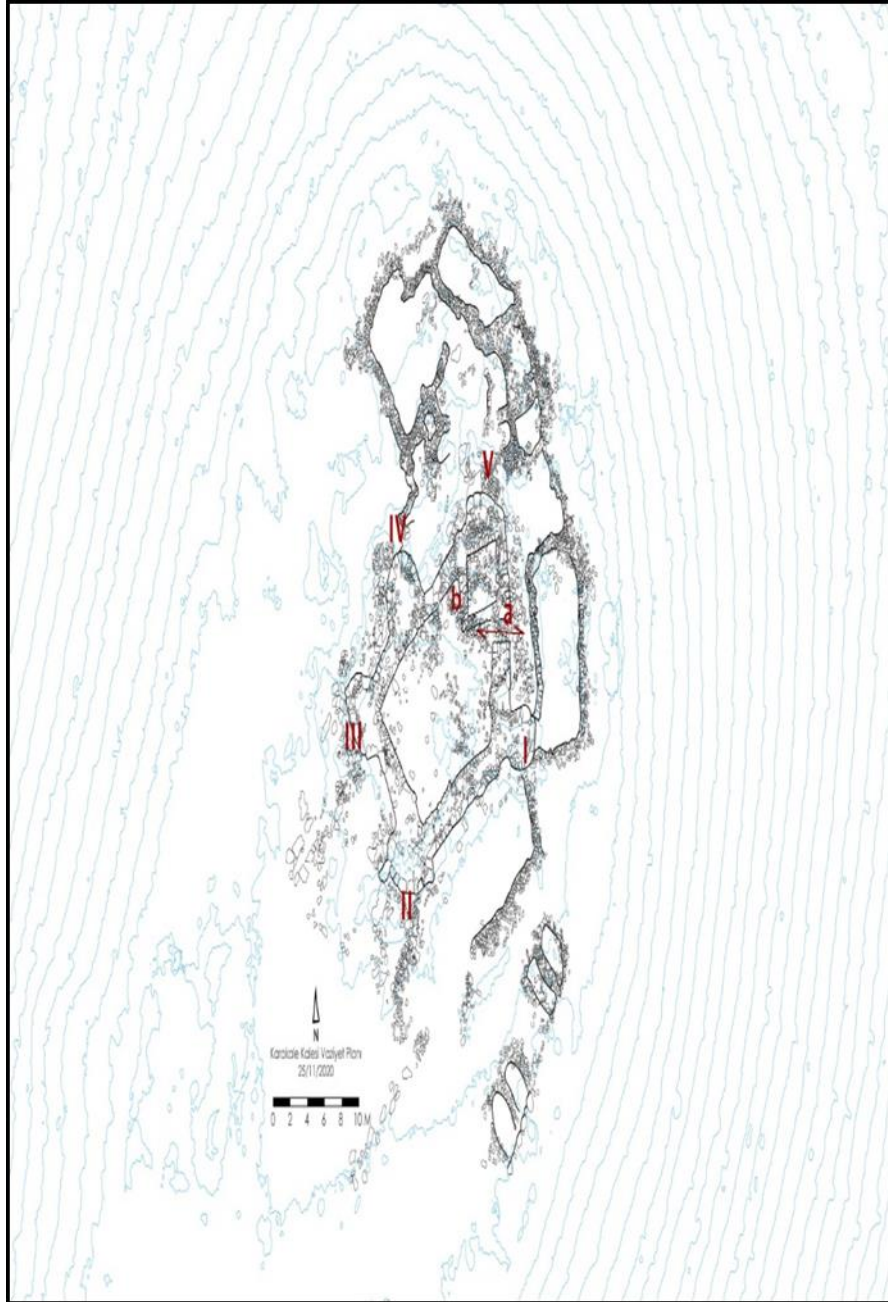 V
IV
b
a
III
I
II
N
Karakale Kalesi Vaziyet Planı
25/11/2020
0 2 4 6 8 10 M